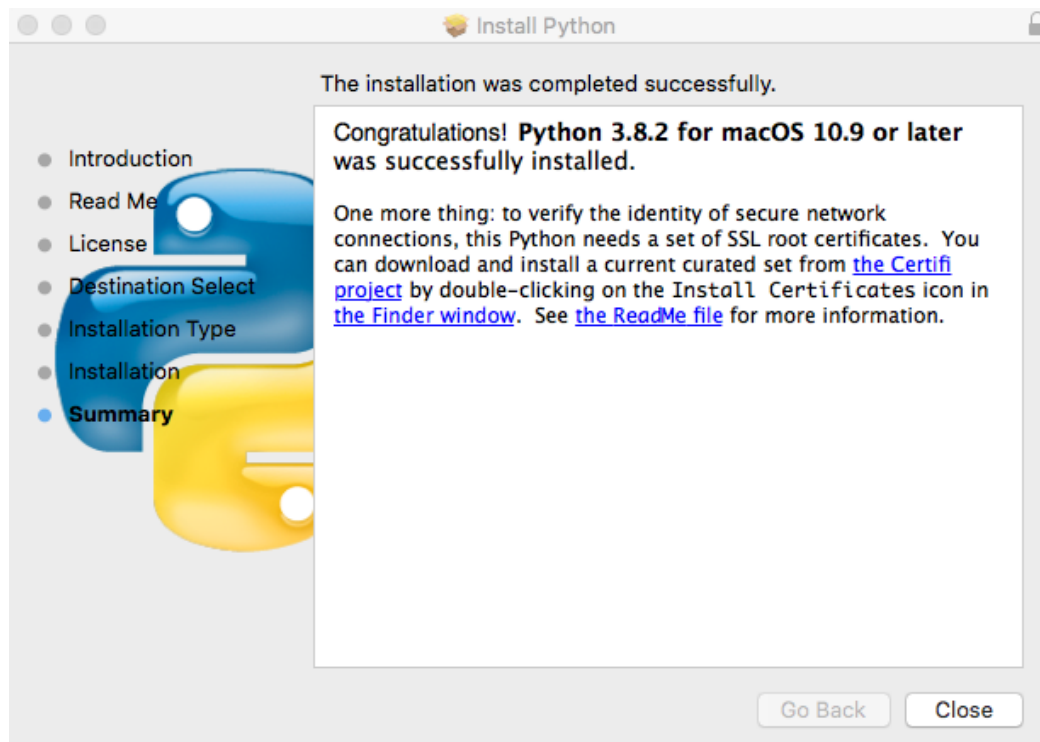 Install Python
The installation was completed successfully.
Introduction
Read Me
License
Destination Select
Installation Type
Installation
Summary
Congratulations! Python 3.8.2 for macOS 10.9 or later
was successfully installed.
One more thing: to verify the identity of secure network
connections, this Python needs a set of SSL root certificates.  You
can download and install a current curated set from the Certifi
project by double-clicking on the Install Certificates icon in
the Finder window.  See the ReadMe file for more information.
Go Back
Close